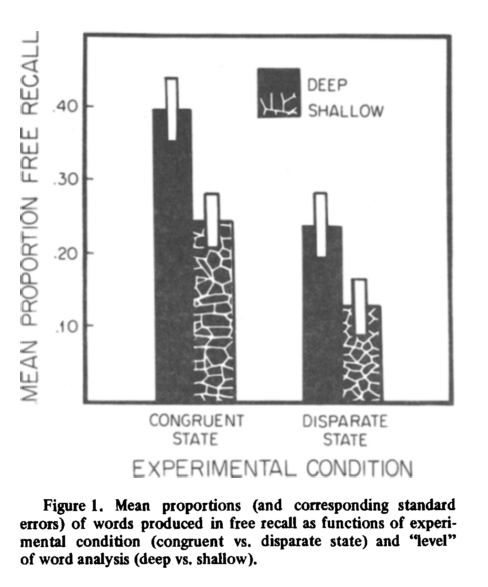 MEAN PROPORTION FREE RECALL
.40
.30
.20
.10
DEEP
SHALLOW
CONGRUENT
STATE
DISPARATE
STATE
EXPERIMENTAL CONDITION
Figure 1. Mean proportions (and corresponding standard
errors) of words produced in free recall as functions of experi-
mental condition (congruent vs. disparate state) and “level”
of word analysis (deep vs. shallow).